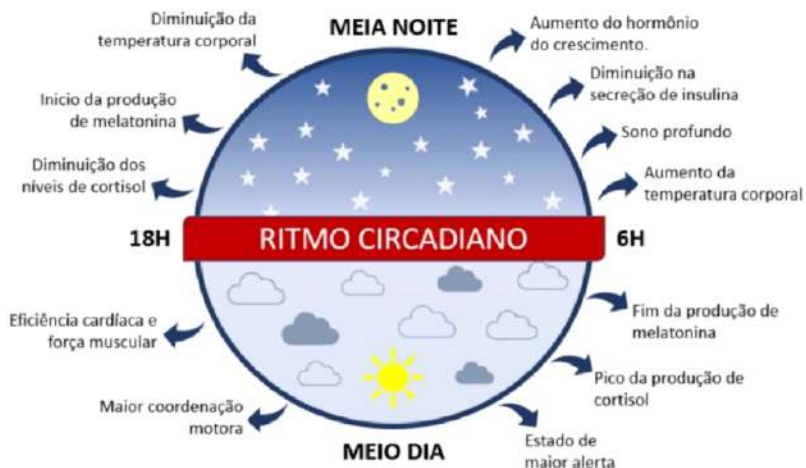 MEIA NOITE
Diminuição da
temperatura corporal
Inicio da produção
de melatonina
Diminuição dos
níveis de cortisol
Aumento do hormônio
do crescimento.
Diminuição na
secreção de insulina
Sono profundo
Aumento da
temperatura corporal
18H
RITMO CIRCADIANO
6H
Eficiência cardíaca e
força muscular
Maior coordenação
motora
Fim da produção de
melatonina
Pico da produção de
cortisol
Estado de
maior alerta
MEIO DIA